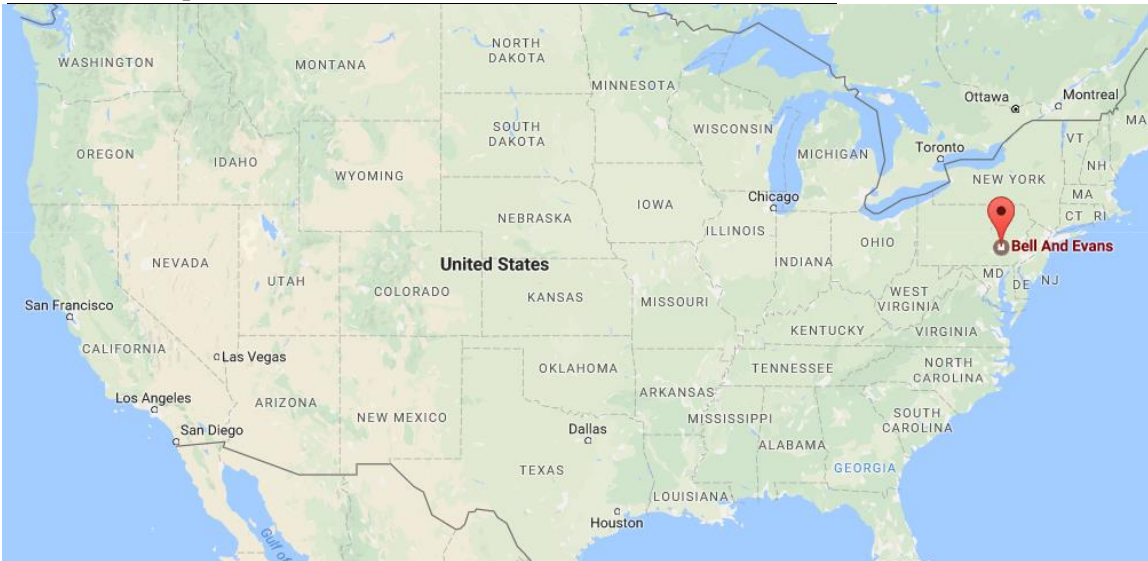 NORTH
DAKOTA
WASHINGTON
MONTANA
MINNESOTA
Ottawa
Montreal
MA
SOUTH
DAKOTA
WISCONSIN
VT
OREGON
IDAHO
MICHIGAN
Toronto
NH
WYOMING
NEW YORK
Chicago
MA
IOWA
NEBRASKA
CT RI
ILLINOIS
OHIO
Bell And Evans
NEVADA
United States
INDIANA
UTAH
MD
DE
NJ
COLORADO
KANSAS
MISSOURI
WEST
VIRGINIA
San Francisco
KENTUCKY
VIRGINIA
CALIFORNIA
Las Vegas
OKLAHOMA
TENNESSEE
NORTH
CAROLINA
Los Angeles
ARIZONA
ARKANSAS
NEW MEXICO
MISSISSIPPI
SOUTH
CAROLINA
San Diego
Dallas
ALABAMA
TEXAS
GEORGIA
LOUISIANA
Houston
Gulf of